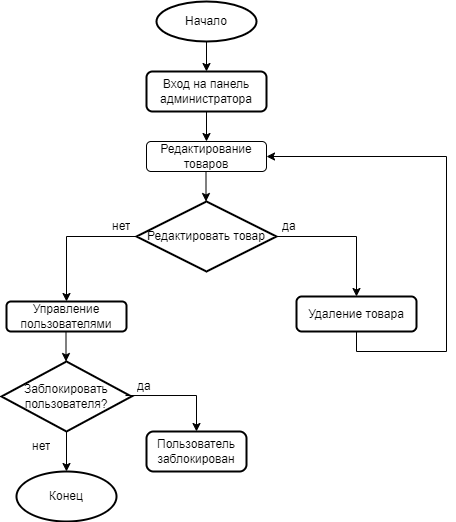 Начало
Вход на панель
администратора
Редактирование
товаров
нет
Редактировать товар
да
Управление
пользователями
Удаление товара
Заблокировать
пользователя?
да
нет
Пользователь
заблокирован
Конец